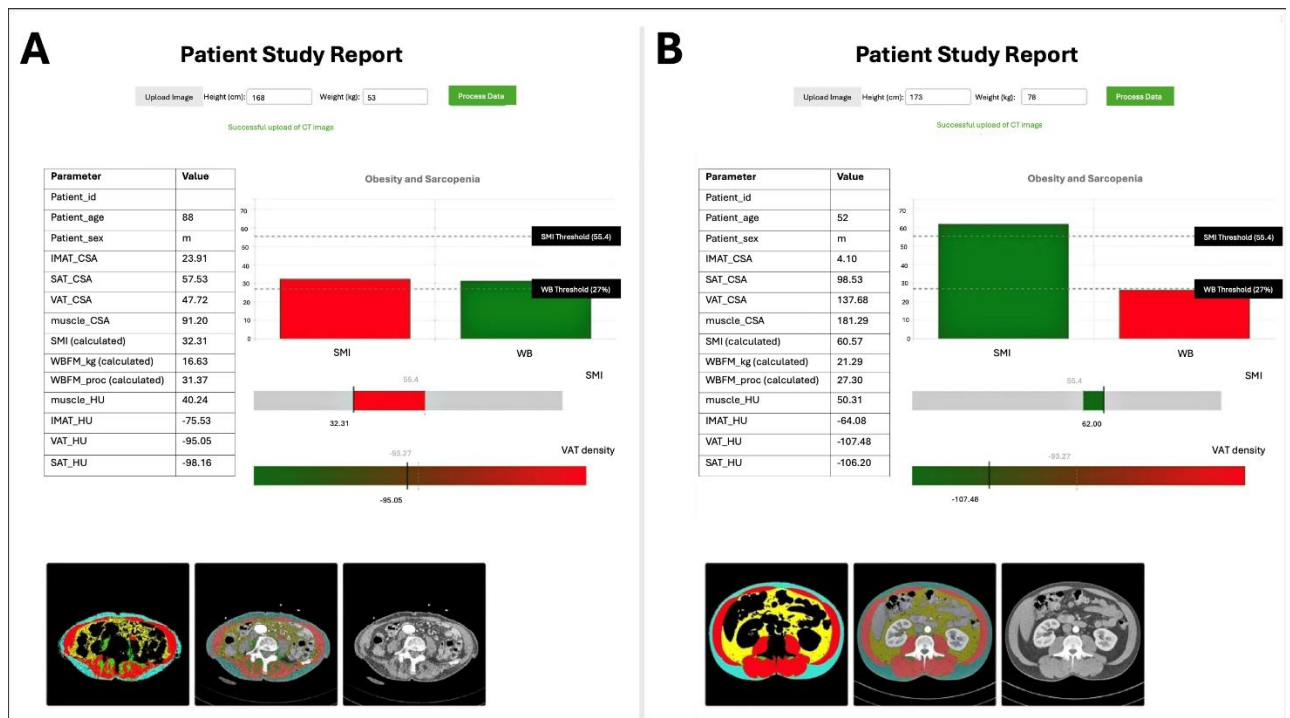 A
Patient Study Report
Upload Image Height (cm): 168 Weight (kg): 53 Process Data
Successful upload of CT image
Parameter Value
Patient_id
Patient_age 88
Patient_sex m
IMAT_CSA 23.91
SAT_CSA 57.53
VAT_CSA 47.72
muscle_CSA 91.20
SMI (calculated) 32.31
WBFM_kg (calculated) 16.63
WBFM_proc (calculated) 31.37
muscle_HU 40.24
IMAT_HU -75.53
VAT_HU -95.05
SAT_HU -98.16
Obesity and Sarcopenia
70
60
50
40
30
20
10
0
SMI Threshold (55.4)
WB Threshold (27%)
SMI WB
SMI
55.4
32.31
VAT density
-93.27
-95.05
B
Patient Study Report
Upload Image Height (cm): 173 Weight (kg): 78 Process Data
Successful upload of CT image
Parameter Value
Patient_id
Patient_age 52
Patient_sex m
IMAT_CSA 4.10
SAT_CSA 98.53
VAT_CSA 137.68
muscle_CSA 181.29
SMI (calculated) 60.57
WBFM_kg (calculated) 21.29
WBFM_proc (calculated) 27.30
muscle_HU 50.31
IMAT_HU -64.08
VAT_HU -107.48
SAT_HU -106.20
Obesity and Sarcopenia
70
60
50
40
30
20
10
0
SMI Threshold (55.4)
WB Threshold (27%)
SMI WB
SMI
55.4
62.00
VAT density
-93.27
-107.48